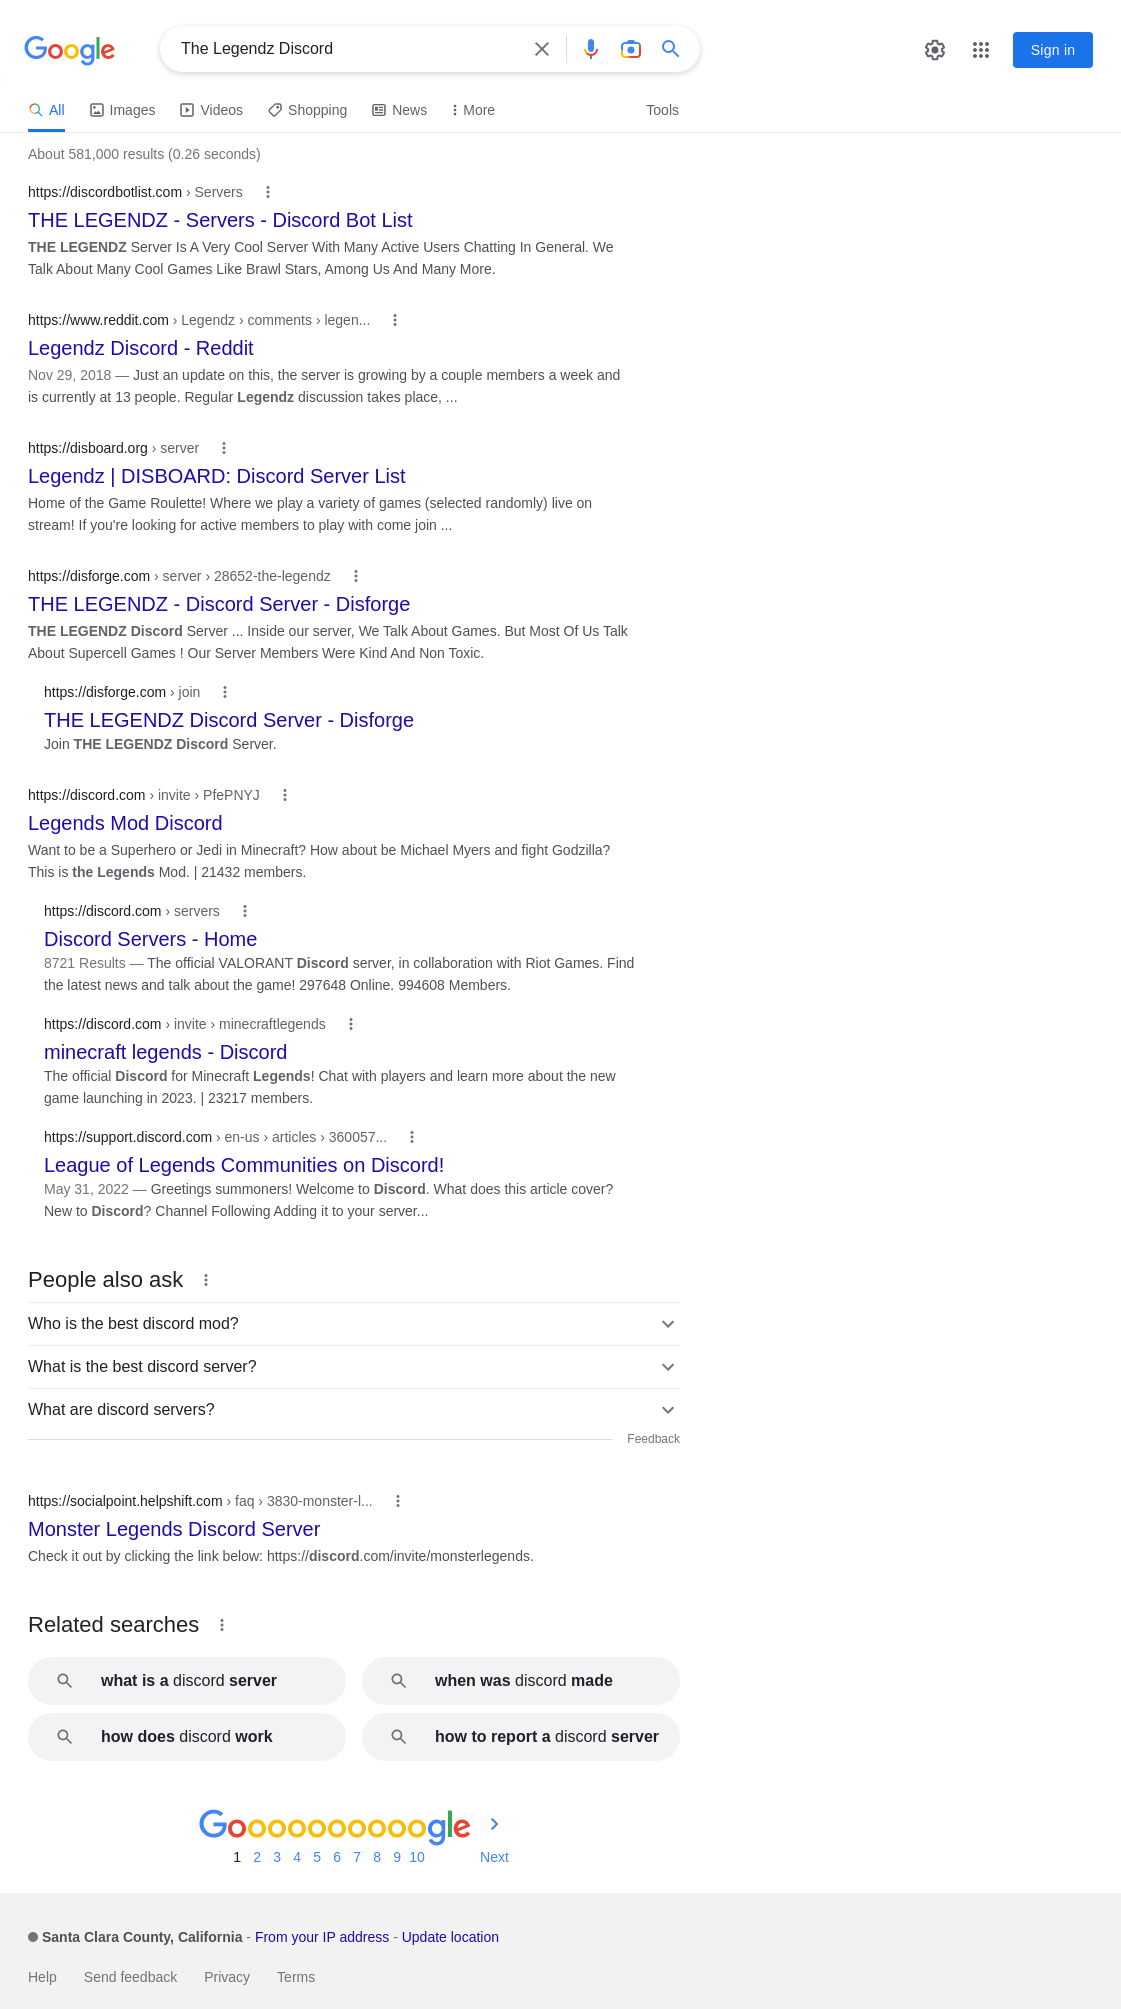 Google
The Legendz Discord
Sign in
All Images Videos Shopping News More Tools
About 581,000 results (0.26 seconds)
https://discordbotlist.com › Servers
THE LEGENDZ - Servers - Discord Bot List
THE LEGENDZ Server Is A Very Cool Server With Many Active Users Chatting In General. We
Talk About Many Cool Games Like Brawl Stars, Among Us And Many More.
https://www.reddit.com › Legendz › comments › legen...
Legendz Discord - Reddit
Nov 29, 2018 — Just an update on this, the server is growing by a couple members a week and
is currently at 13 people. Regular Legendz discussion takes place, ...
https://disboard.org › server
Legendz | DISBOARD: Discord Server List
Home of the Game Roulette! Where we play a variety of games (selected randomly) live on
stream! If you're looking for active members to play with come join ...
https://disforge.com › server › 28652-the-legendz
THE LEGENDZ - Discord Server - Disforge
THE LEGENDZ Discord Server ... Inside our server, We Talk About Games. But Most Of Us Talk
About Supercell Games ! Our Server Members Were Kind And Non Toxic.
https://disforge.com › join
THE LEGENDZ Discord Server - Disforge
Join THE LEGENDZ Discord Server.
https://discord.com › invite › PfePNYJ
Legends Mod Discord
Want to be a Superhero or Jedi in Minecraft? How about be Michael Myers and fight Godzilla?
This is the Legends Mod. | 21432 members.
https://discord.com › servers
Discord Servers - Home
8721 Results — The official VALORANT Discord server, in collaboration with Riot Games. Find
the latest news and talk about the game! 297648 Online. 994608 Members.
https://discord.com › invite › minecraftlegends
minecraft legends - Discord
The official Discord for Minecraft Legends! Chat with players and learn more about the new
game launching in 2023. | 23217 members.
https://support.discord.com › en-us › articles › 360057...
League of Legends Communities on Discord!
May 31, 2022 — Greetings summoners! Welcome to Discord. What does this article cover?
New to Discord? Channel Following Adding it to your server...
People also ask
Who is the best discord mod?
What is the best discord server?
What are discord servers?
Feedback
https://socialpoint.helpshift.com › faq › 3830-monster-l...
Monster Legends Discord Server
Check it out by clicking the link below: https://discord.com/invite/monsterlegends.
Related searches
what is a discord server
when was discord made
how does discord work
how to report a discord server
Goooooooooogle
1 2 3 4 5 6 7 8 9 10 Next
Santa Clara County, California - From your IP address - Update location
Help Send feedback Privacy Terms